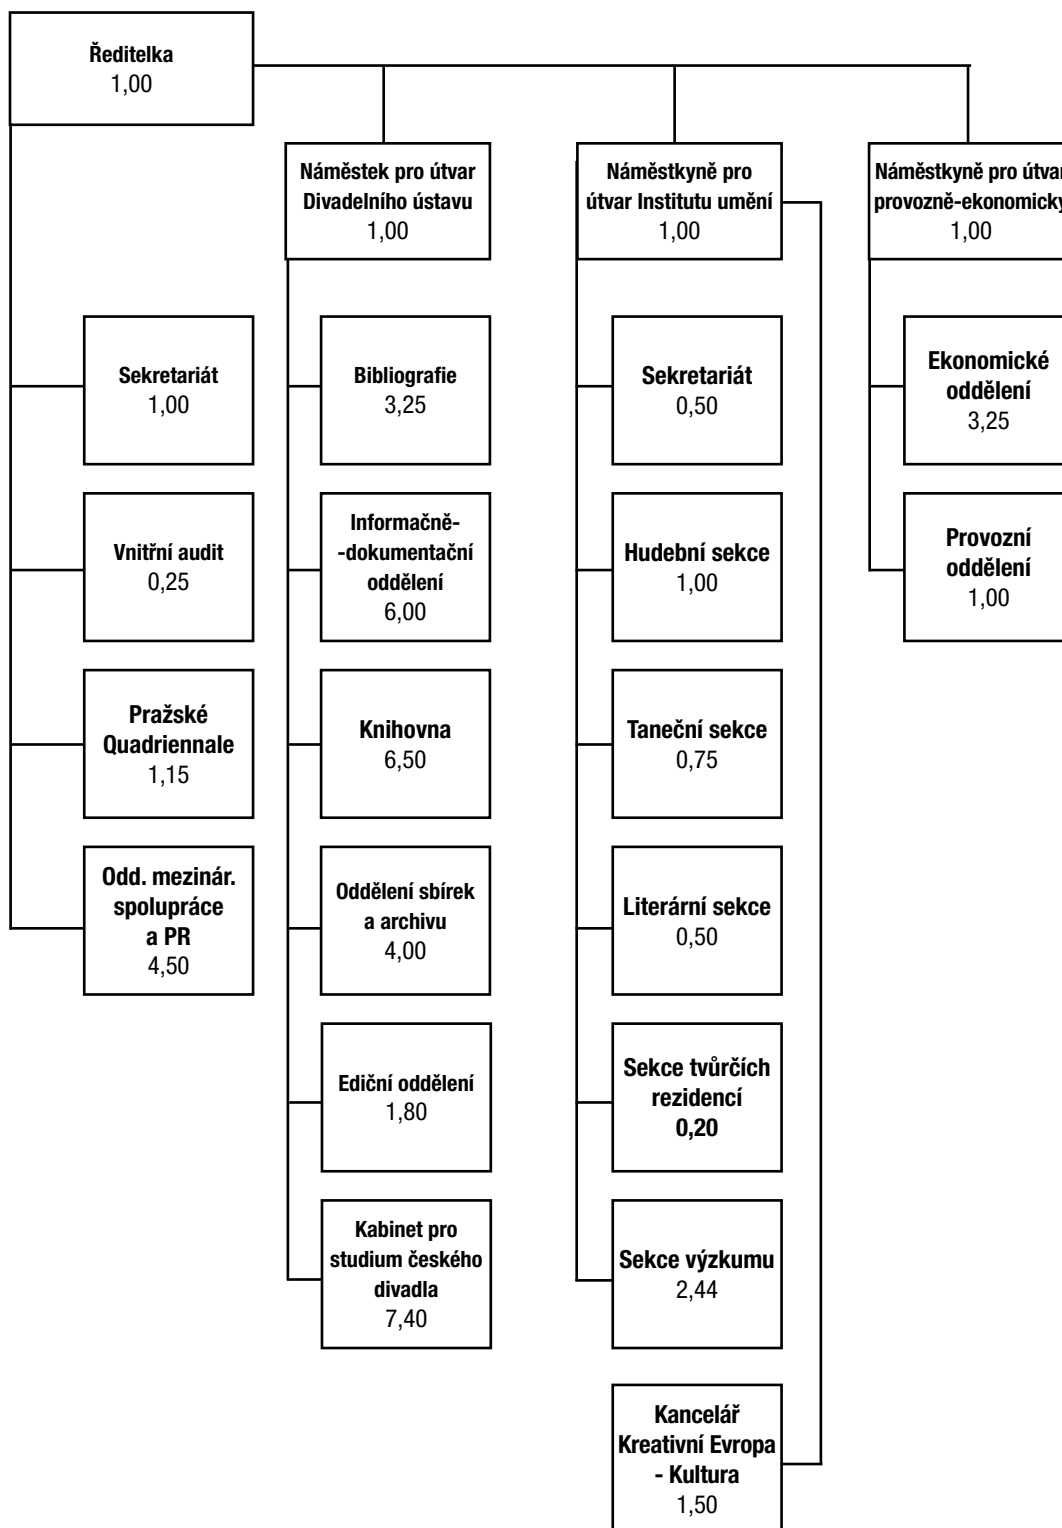 Ředitelka
1,00
Náměstek pro útvar
Divadelního ústavu
1,00
Náměstkyně pro
útvar Institutu umění
1,00
Náměstkyně pro útvar
provozně-ekonomický
1,00
Sekretariát
1,00
Vnitřní audit
0,25
Pražské
Quadriennale
1,15
Odd. mezinár.
spolupráce
a PR
4,50
Bibliografie
3,25
Informačně-
-dokumentační
oddělení
6,00
Knihovna
6,50
Oddělení sbírek
a archivu
4,00
Ediční oddělení
1,80
Kabinet pro
studium českého
divadla
7,40
Sekretariát
0,50
Hudební sekce
1,00
Taneční sekce
0,75
Literární sekce
0,50
Sekce tvůrčích
rezidencí
0,20
Sekce výzkumu
2,44
Kancelář
Kreativní Evropa
- Kultura
1,50
Ekonomické
oddělení
3,25
Provozní
oddělení
1,00